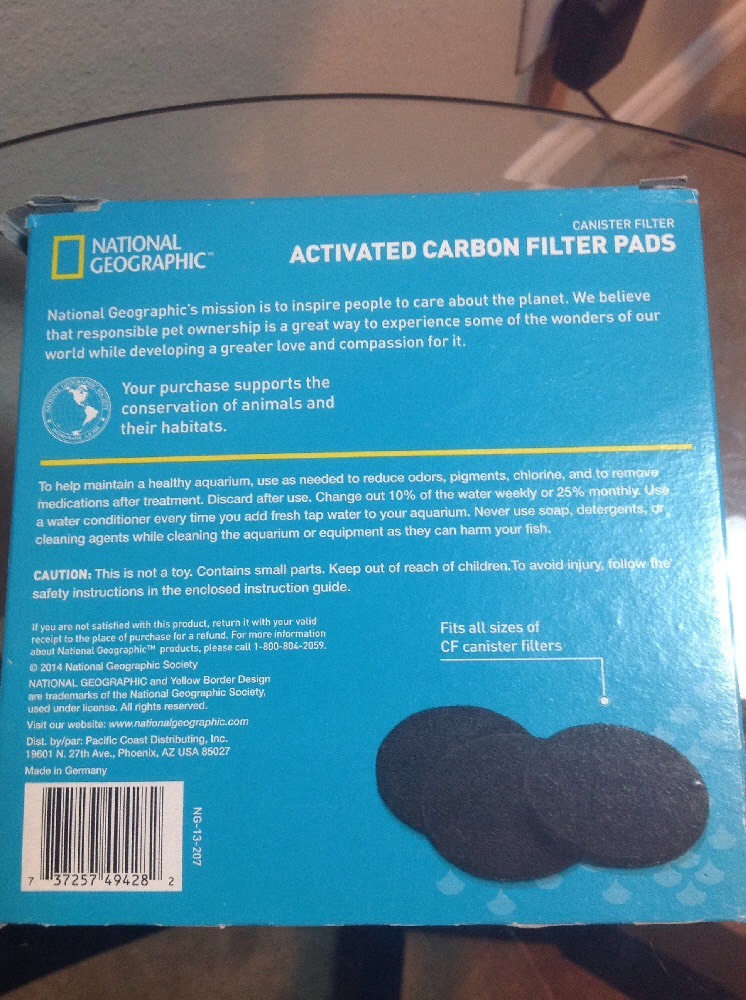 NATIONAL
GEOGRAPHIC™
CANISTER FILTER
ACTIVATED CARBON FILTER PADS
National Geographic's mission is to inspire people to care about the planet. We believe
that responsible pet ownership is a great way to experience some of the wonders of our
world while developing a greater love and compassion for it.
Your purchase supports the
conservation of animals and
their habitats.
To help maintain a healthy aquarium, use as needed to reduce odors, pigments, chlorine, and to remove
medications after treatment. Discard after use. Change out 10% of the water weekly or 25% monthly. Use
a water conditioner every time you add fresh tap water to your aquarium. Never use soap, detergents, or
cleaning agents while cleaning the aquarium or equipment as they can harm your fish.
CAUTION: This is not a toy. Contains small parts. Keep out of reach of children.To avoid injury, follow the
safety instructions in the enclosed instruction guide.
If you are not satisfied with this product, return it with your valid
receipt to the place of purchase for a refund. For more information
about National Geographic™ products, please call 1-800-804-2059.
© 2014 National Geographic Society
NATIONAL GEOGRAPHIC and Yellow Border Design
are trademarks of the National Geographic Society,
used under license. All rights reserved.
Visit our website: www.nationalgeographic.com
Dist. by/par: Pacific Coast Distributing, Inc.
19601 N. 27th Ave., Phoenix, AZ USA 85027
Made in Germany
Fits all sizes of
CF canister filters
NG-13-207
7 37257 49428 2